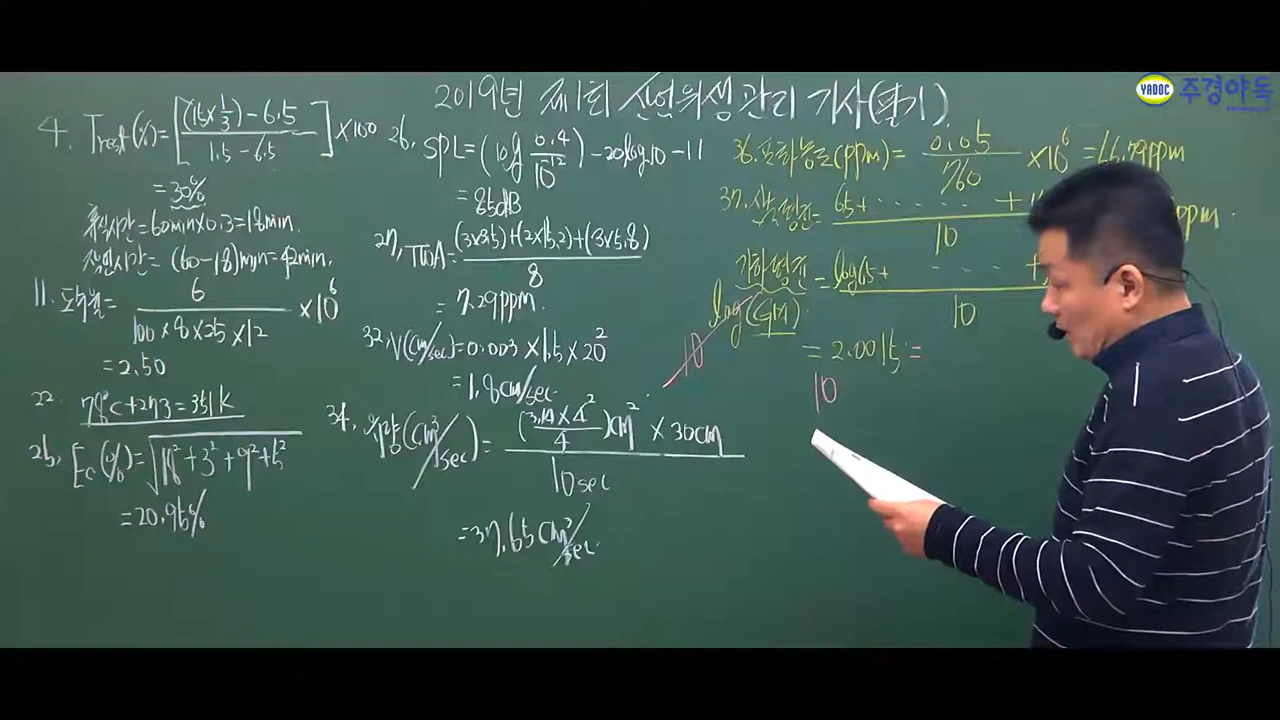 2019년 제1회 산업위생관리기사(필기)
YADOC 주경야독
4. Trest(%) = [((15×1/3) - 6.5) / (1.5 - 6.5)] ×100
= 30%
휴식시간 = 60min×0.3 = 18min.
작업시간 = (60-18)min = 42min.
11. 도수율 = 6 / (100×8×25×12) ×10⁶
= 2.50
22. 78℃+273 = 351K
25. Ec(%) = √(18²+3²+9²+5²)
= 20.95%
26. SPL = (10log 0.4/10⁻¹²) - 20log10 - 11
= 85dB
27. TWA = ((3×3.5)+(2×15.2)+(3×5.8)) / 8
= 7.29ppm.
32. V(cm/sec) = 0.003×1.5×20²
= 1.8cm/sec.
34. 용량(cm³/sec) = ((3.14×4²/4)cm² × 30cm) / 10sec
= 37.65cm³/sec.
36. 포화농도(ppm) = 0.05/760 ×10⁶ = 65.79ppm
37. 산술평균 = (65+ ······ + / 10
ppm.
기하평균 = (log65+ · ··· + / 10
log(GM)
= 2.0015 =
10
10